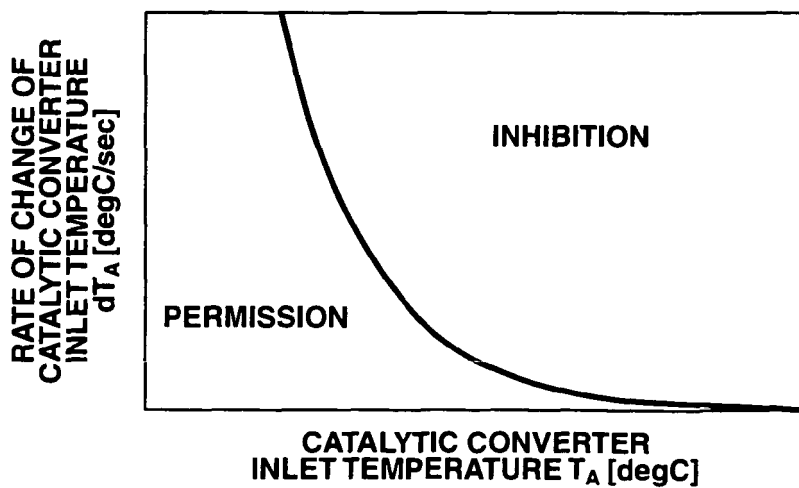 RATE OF CHANGE OF
CATALYTIC CONVERTER
INLET TEMPERATURE
dTA [degC/sec]
INHIBITION
PERMISSION
CATALYTIC CONVERTER
INLET TEMPERATURE TA [degC]